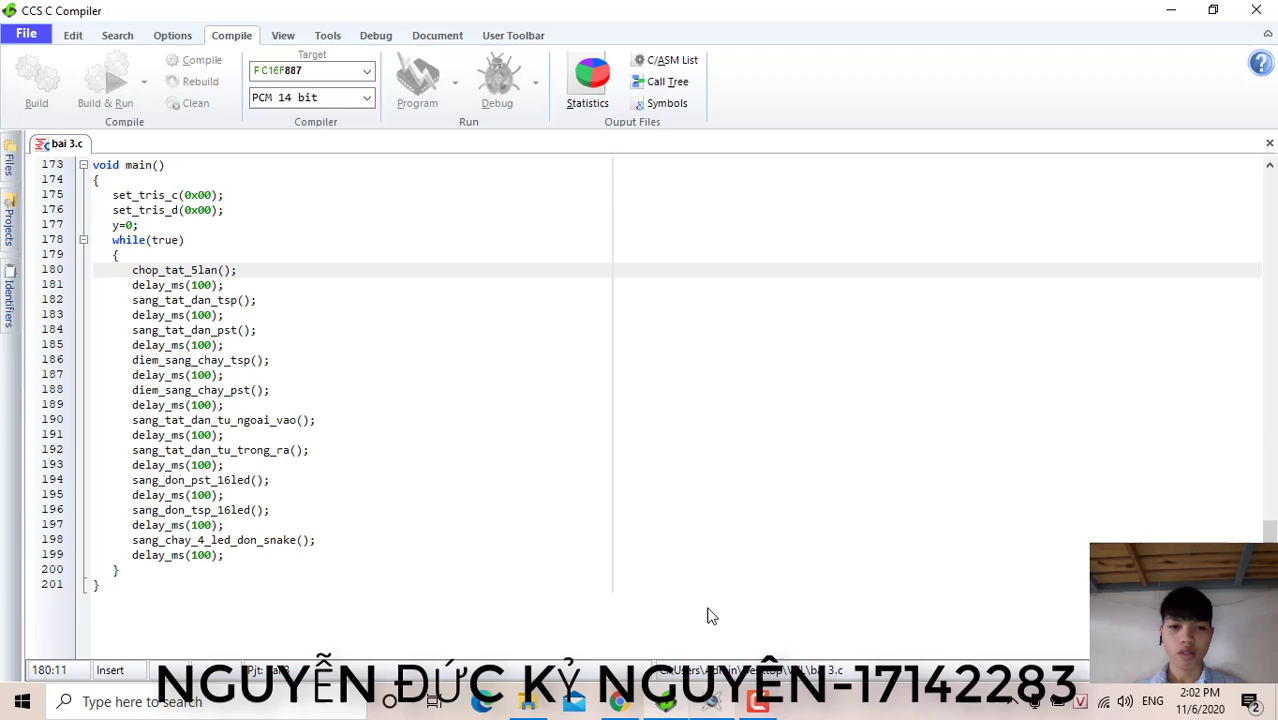 CCS C Compiler
File Edit Search Options Compile View Tools Debug Document User Toolbar
Build
Build & Run
Compile
Rebuild
Clean
Compile
Target
PIC16F887
PCM 14 bit
Compiler
Program
Debug
Run
Statistics
C/ASM List
Call Tree
Symbols
Ouput Files
Files
Projects
Identifiers
bai 3.c
173 void main()
174 {
175 set_tris_c(0x00);
176 set_tris_d(0x00);
177 y=0;
178 while(true)
179 {
180 chop_tat_5lan();
181 delay_ms(100);
182 sang_tat_dan_tsp();
183 delay_ms(100);
184 sang_tat_dan_pst();
185 delay_ms(100);
186 diem_sang_chay_tsp();
187 delay_ms(100);
188 diem_sang_chay_pst();
189 delay_ms(100);
190 sang_tat_dan_tu_ngoai_vao();
191 delay_ms(100);
192 sang_tat_dan_tu_trong_ra();
193 delay_ms(100);
194 sang_don_pst_16led();
195 delay_ms(100);
196 sang_don_tsp_16led();
197 delay_ms(100);
198 sang_chay_4_led_don_snake();
199 delay_ms(100);
200 }
201 }
180:11 Insert
NGUYỄN ĐỨC KỶ NGUYÊN-17142283
Type here to search
ENG
2:02 PM
11/6/2020
2